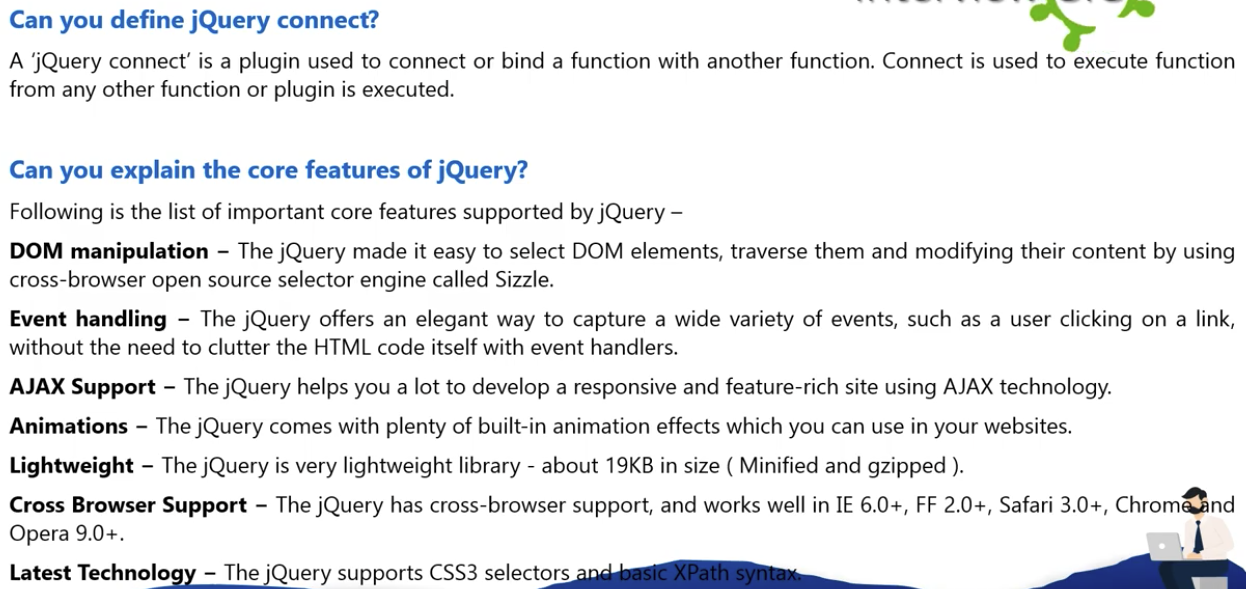 Can you define jQuery connect?
A ‘jQuery connect’ is a plugin used to connect or bind a function with another function. Connect is used to execute function
from any other function or plugin is executed.
Can you explain the core features of jQuery?
Following is the list of important core features supported by jQuery –
DOM manipulation – The jQuery made it easy to select DOM elements, traverse them and modifying their content by using
cross-browser open source selector engine called Sizzle.
Event handling – The jQuery offers an elegant way to capture a wide variety of events, such as a user clicking on a link,
without the need to clutter the HTML code itself with event handlers.
AJAX Support – The jQuery helps you a lot to develop a responsive and feature-rich site using AJAX technology.
Animations – The jQuery comes with plenty of built-in animation effects which you can use in your websites.
Lightweight – The jQuery is very lightweight library - about 19KB in size ( Minified and gzipped ).
Cross Browser Support – The jQuery has cross-browser support, and works well in IE 6.0+, FF 2.0+, Safari 3.0+, Chrome and
Opera 9.0+.
Latest Technology – The jQuery supports CSS3 selectors and basic XPath syntax.